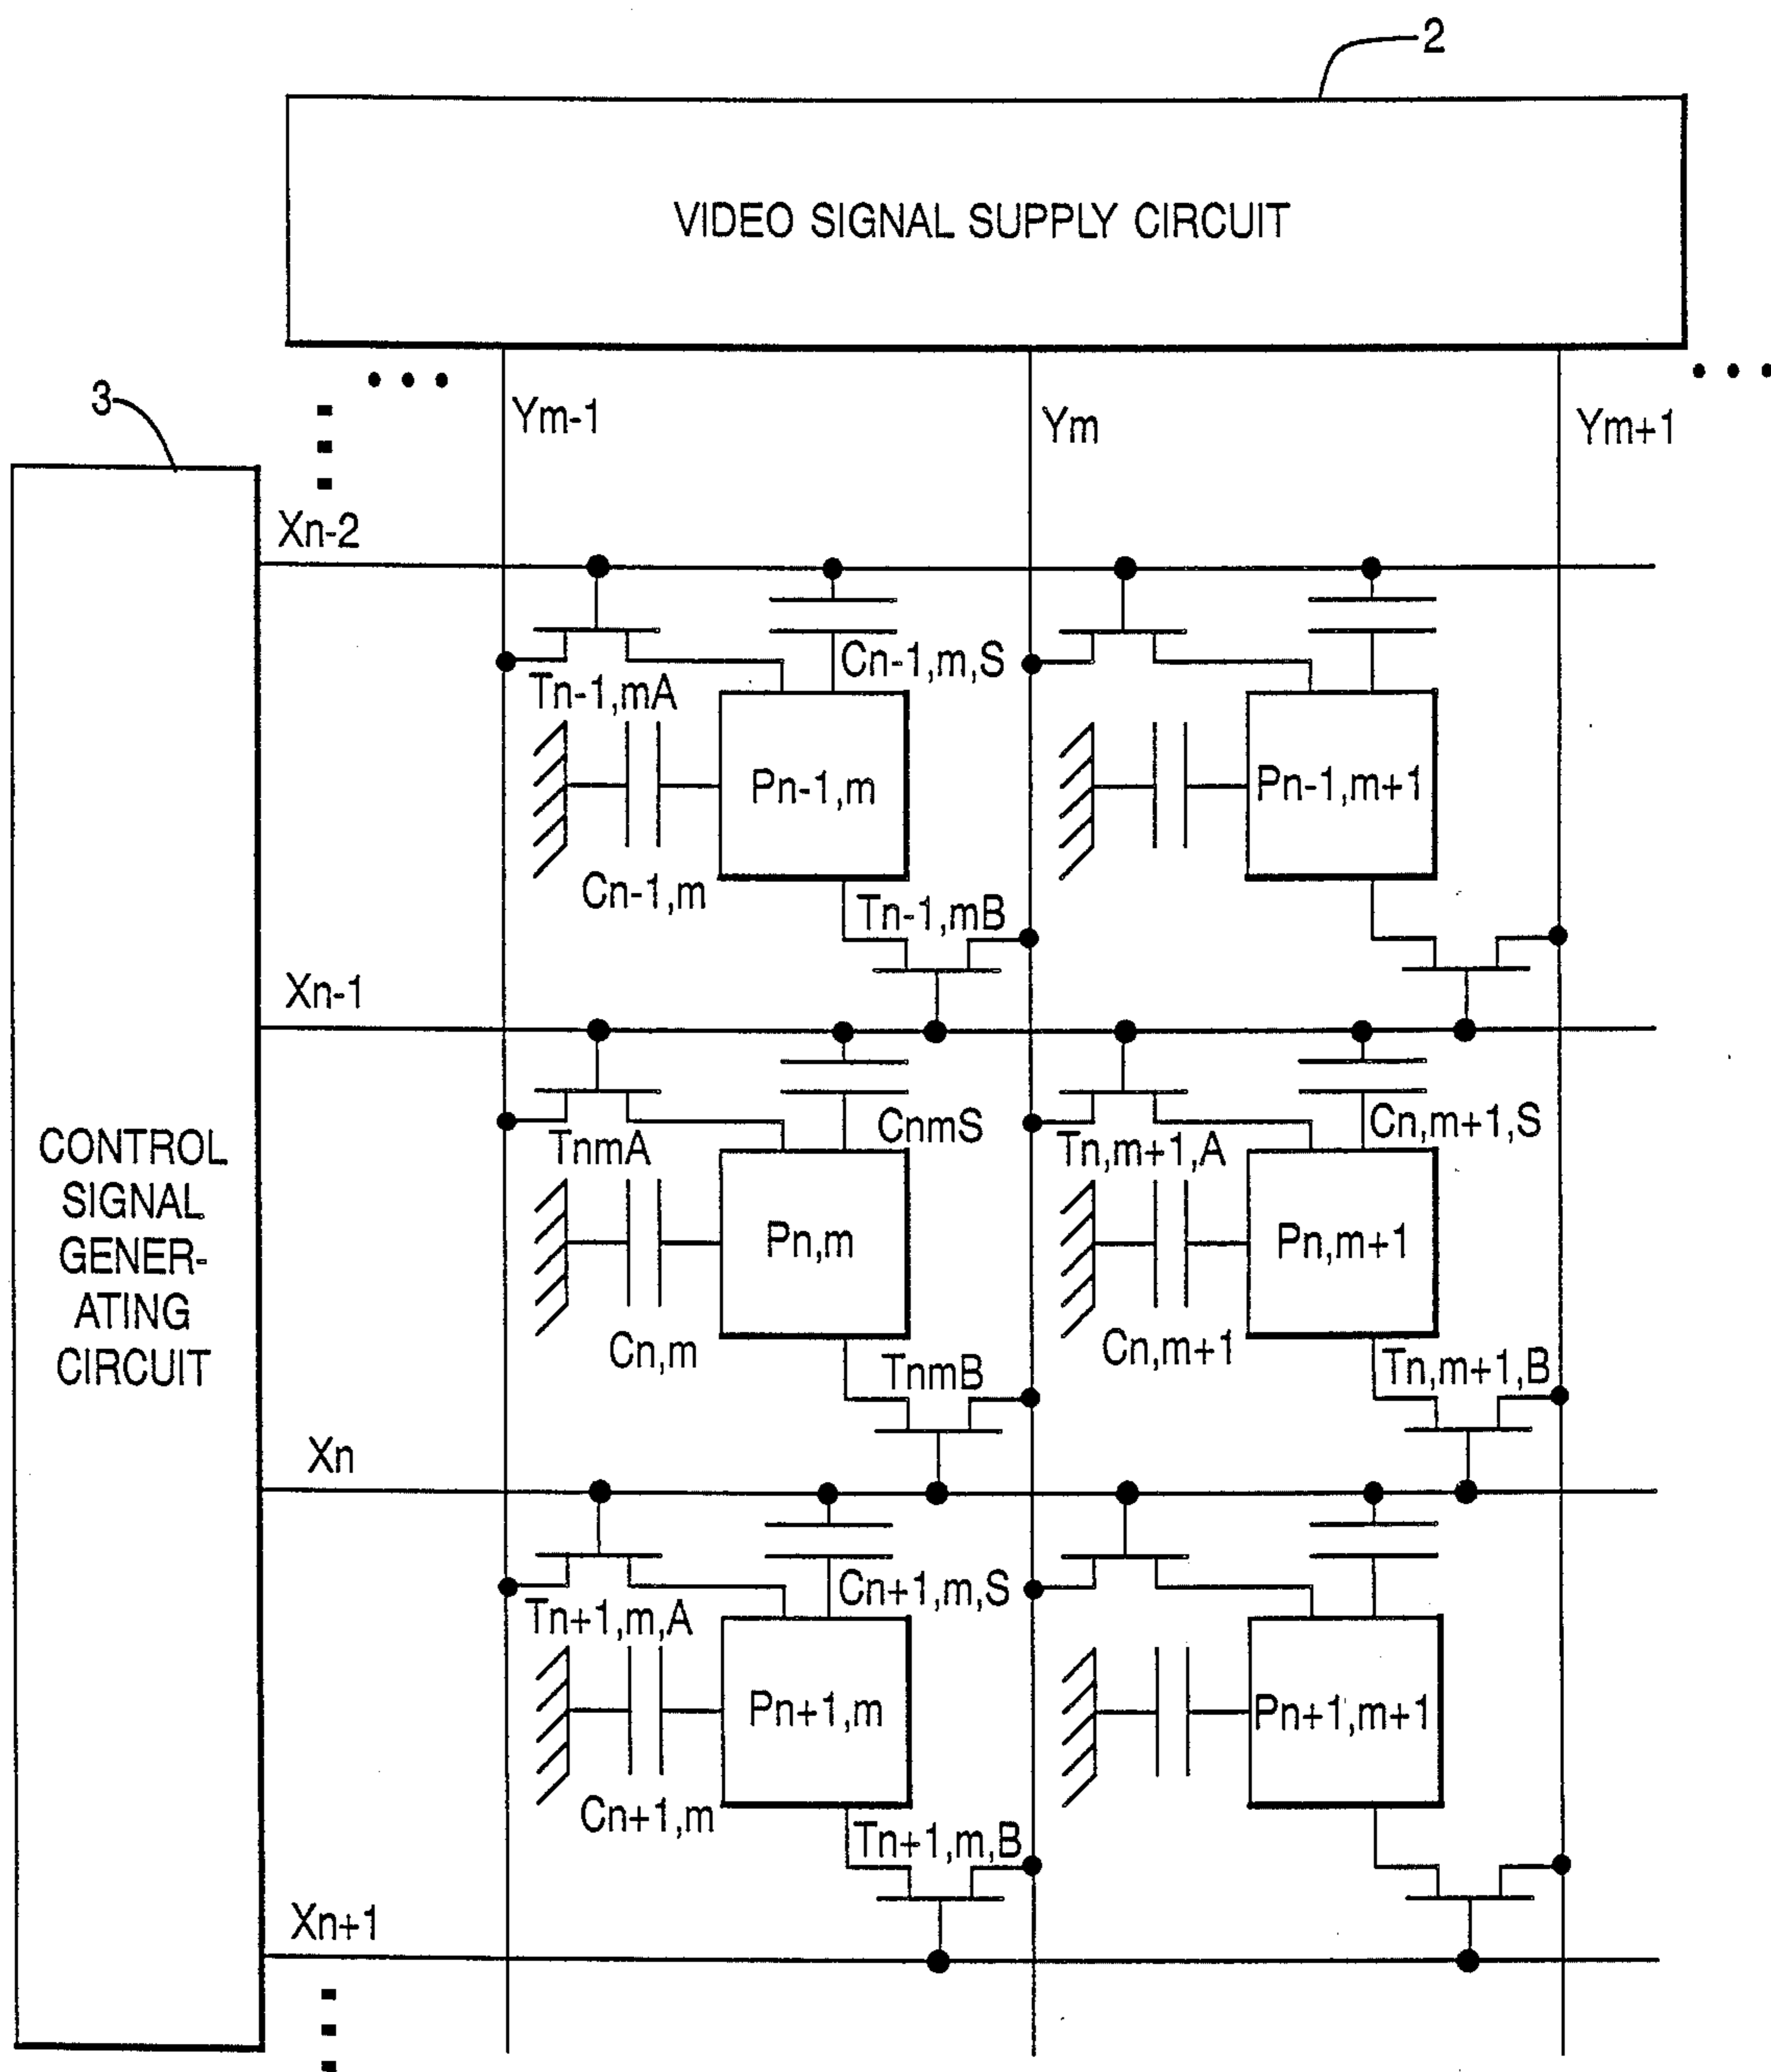 2
VIDEO SIGNAL SUPPLY CIRCUIT
3
Ym-1
Ym
Ym+1
Xn-2
Cn-1,m,S
Tn-1,mA
Pn-1,m
Pn-1,m+1
Cn-1,m
Tn-1,mB
Xn-1
CnmS
Cn,m+1,S
TnmA
Tn,m+1,A
CONTROL
SIGNAL
GENER-
ATING
CIRCUIT
Pn,m
Pn,m+1
Cn,m
Cn,m+1
TnmB
Tn,m+1,B
Xn
Cn+1,m,S
Tn+1,m,A
Pn+1,m
Pn+1,m+1
Cn+1,m
Tn+1,m,B
Xn+1